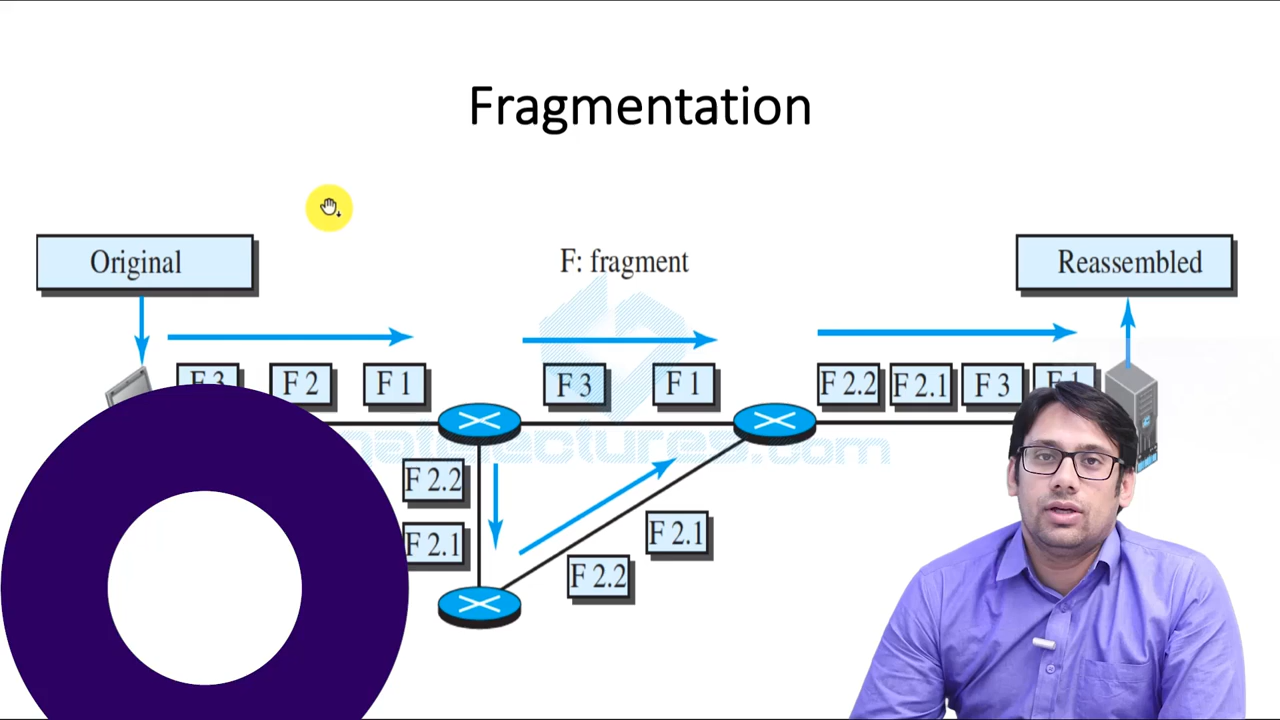 Fragmentation
Original
F: fragment
Reassembled
F 3 F 2 F 1
F 3 F 1
F 2.2 F 2.1 F 3 F 1
F 2.2
F 2.1
F 2.1
F 2.2